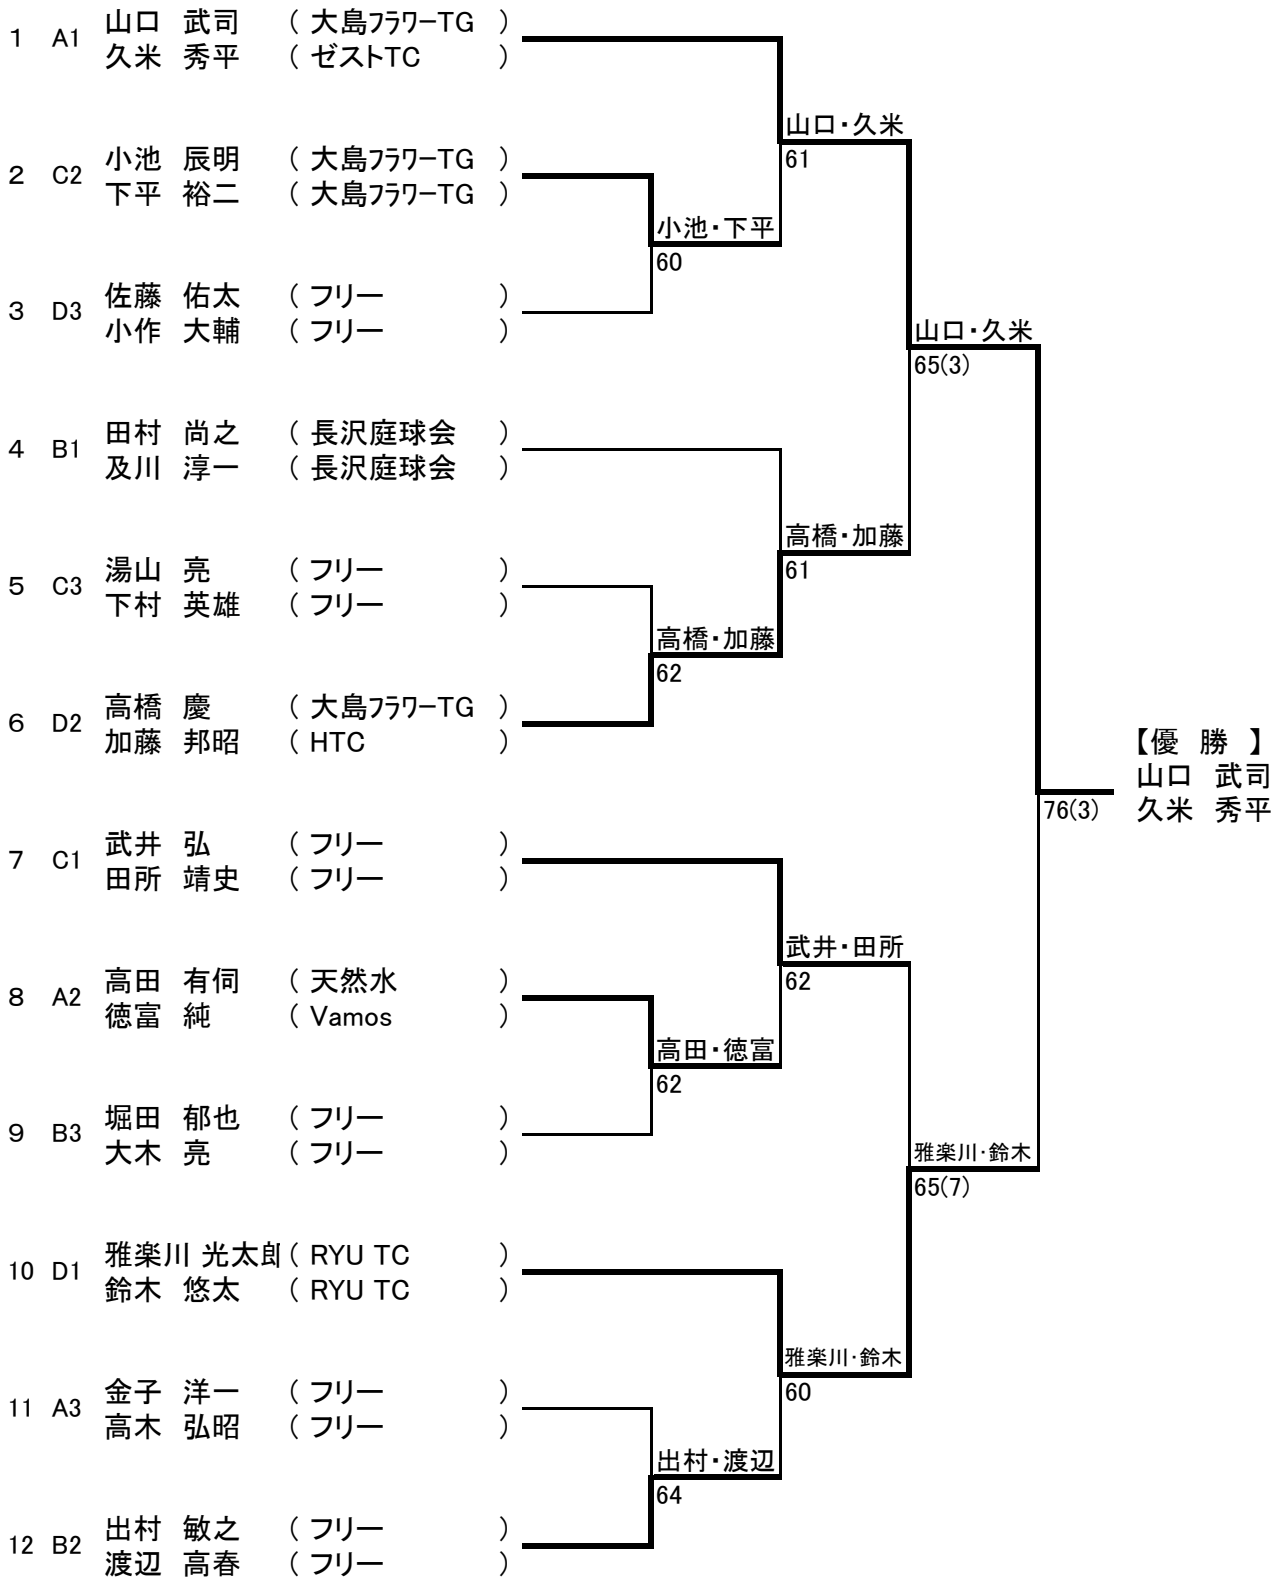 1 A1 山口 武司 ( 大島フラワーTG )
久米 秀平 ( ゼストTC )
山口・久米
61
2 C2 小池 辰明 ( 大島フラワーTG )
下平 裕二 ( 大島フラワーTG )
小池・下平
60
3 D3 佐藤 佑太 ( フリー )
小作 大輔 ( フリー )
山口・久米
65(3)
4 B1 田村 尚之 ( 長沢庭球会 )
及川 淳一 ( 長沢庭球会 )
高橋・加藤
61
5 C3 湯山 亮 ( フリー )
下村 英雄 ( フリー )
高橋・加藤
62
6 D2 高橋 慶 ( 大島フラワーTG )
加藤 邦昭 ( HTC )
【優 勝 】
山口 武司
久米 秀平
76(3)
7 C1 武井 弘 ( フリー )
田所 靖史 ( フリー )
武井・田所
62
8 A2 高田 有伺 ( 天然水 )
徳富 純 ( Vamos )
高田・徳富
62
9 B3 堀田 郁也 ( フリー )
大木 亮 ( フリー )
雅楽川・鈴木
65(7)
10 D1 雅楽川 光太郎 ( RYU TC )
鈴木 悠太 ( RYU TC )
雅楽川・鈴木
60
11 A3 金子 洋一 ( フリー )
高木 弘昭 ( フリー )
出村・渡辺
64
12 B2 出村 敏之 ( フリー )
渡辺 高春 ( フリー )